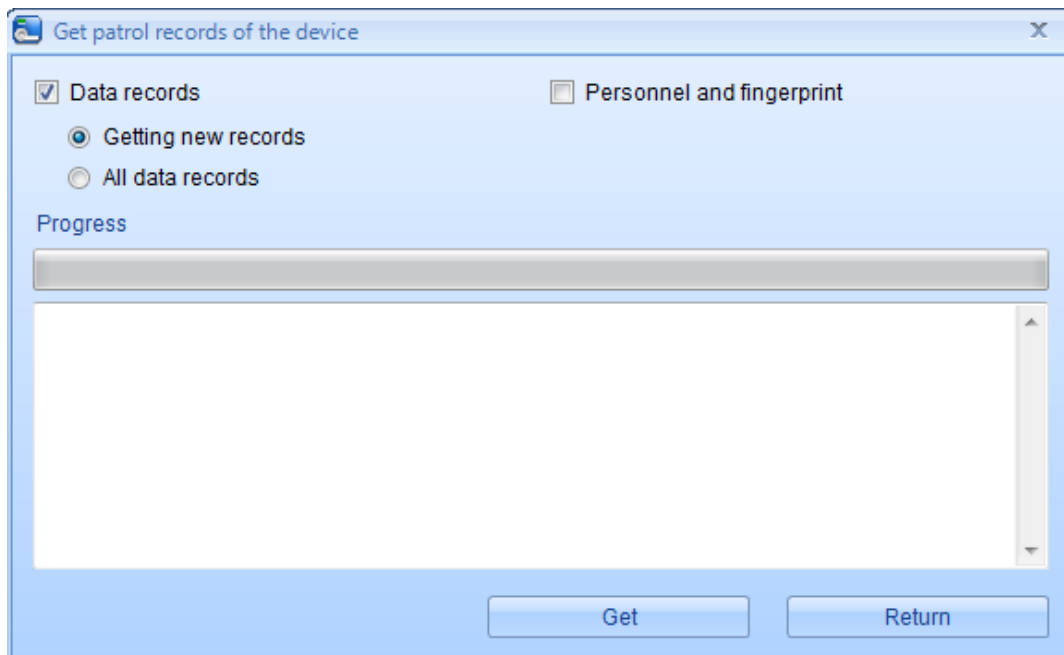 Get patrol records of the device
Data records
Personnel and fingerprint
Getting new records
All data records
Progress
Get
Return